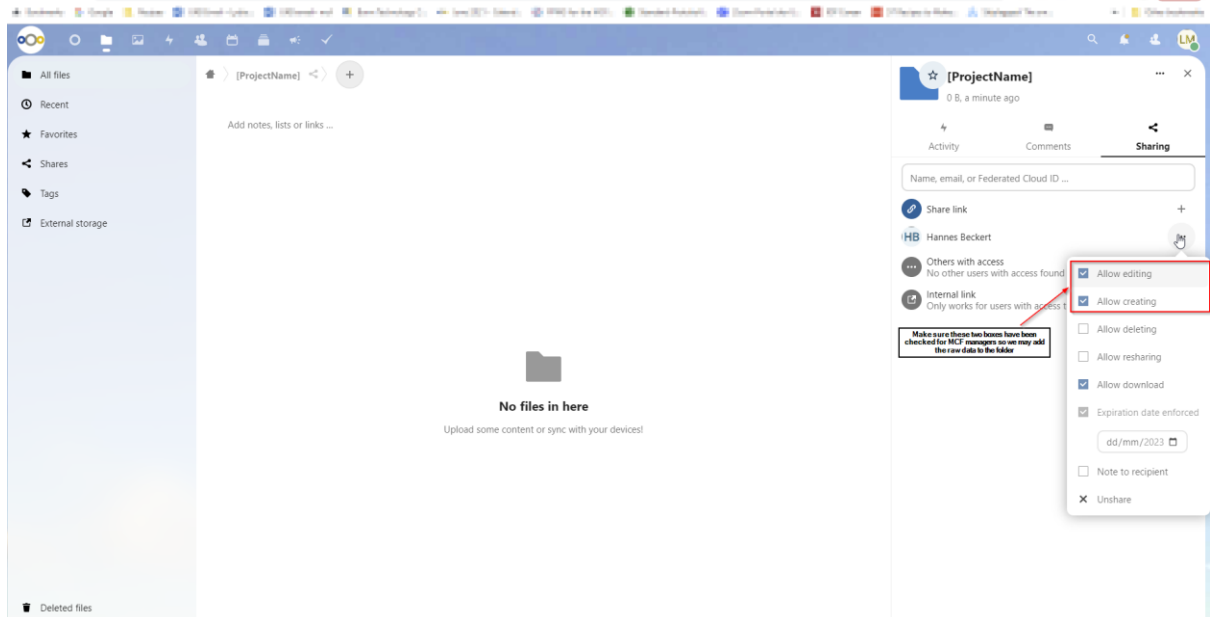 Google
LM
All files
Recent
Favorites
Shares
Tags
External storage
Deleted files
[ProjectName]
Add notes, lists or links ...
No files in here
Upload some content or sync with your devices!
[ProjectName]
0 B, a minute ago
Activity
Comments
Sharing
Name, email, or Federated Cloud ID ...
Share link
HB Hannes Beckert
Others with access
No other users with access found
Internal link
Only works for users with access t
Make sure these two boxes have been
checked for MCF managers so we may add
the raw data to the folder
Allow editing
Allow creating
Allow deleting
Allow resharing
Allow download
Expiration date enforced
dd/mm/2023
Note to recipient
Unshare